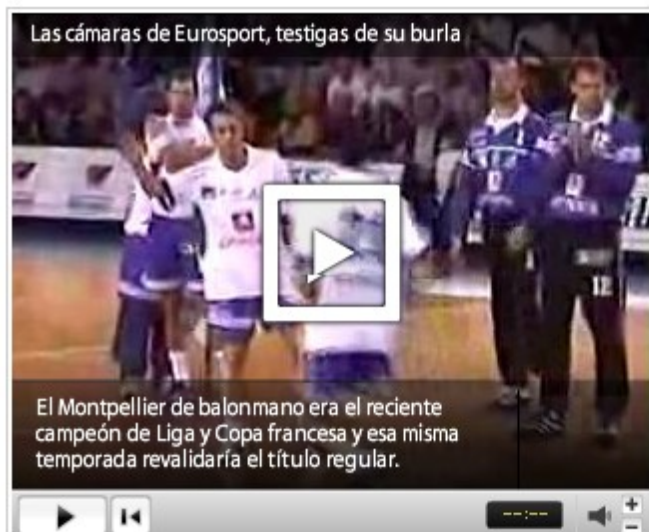 Las cámaras de Eurosport, testigas de su burla
El Montpellier de balonmano era el reciente
campeón de Liga y Copa francesa y esa misma
temporada revalidaría el título regular.
12
--:--